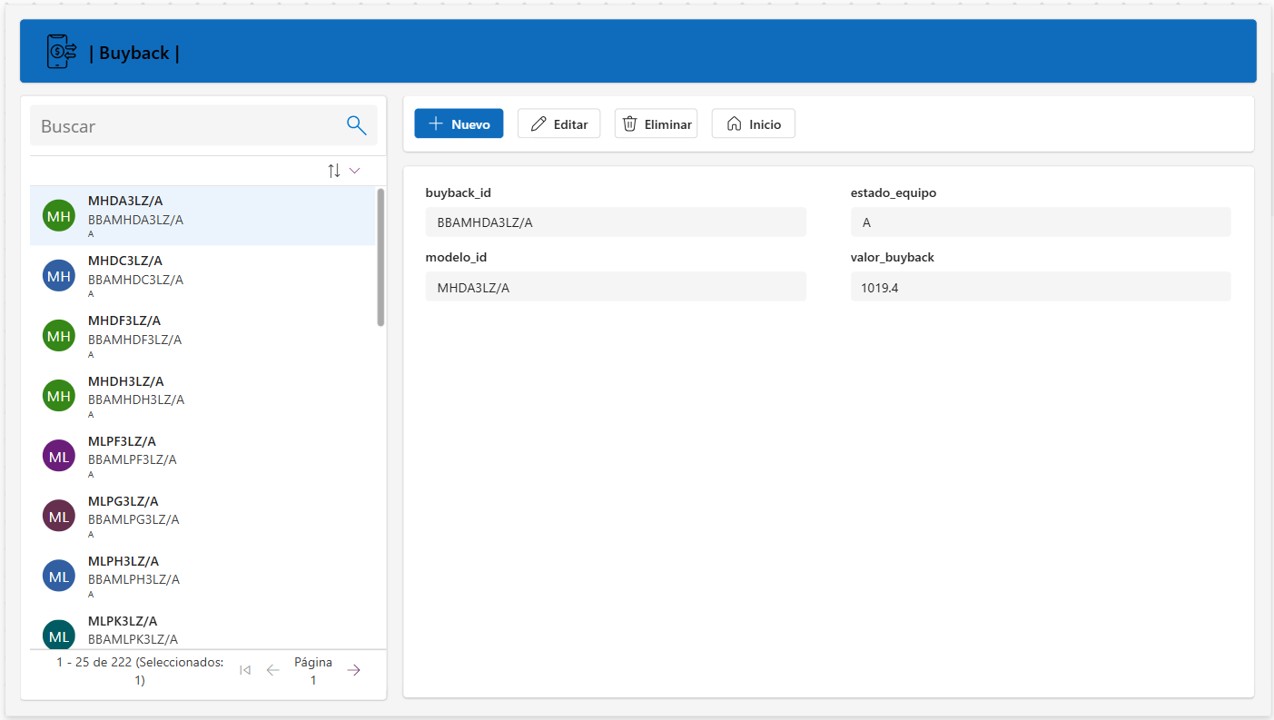 | Buyback |
Buscar
MH
MHDA3LZ/A
BBAMHDA3LZ/A
A
MH
MHDC3LZ/A
BBAMHDC3LZ/A
A
MH
MHDF3LZ/A
BBAMHDF3LZ/A
A
MH
MHDH3LZ/A
BBAMHDH3LZ/A
A
ML
MLPF3LZ/A
BBAMLPF3LZ/A
A
ML
MLPG3LZ/A
BBAMLPG3LZ/A
A
ML
MLPH3LZ/A
BBAMLPH3LZ/A
A
ML
MLPK3LZ/A
BBAMLPK3LZ/A
1 - 25 de 222 (Seleccionados:
1)
Página
1
Nuevo
Editar
Eliminar
Inicio
buyback_id
BBAMHDA3LZ/A
estado_equipo
A
modelo_id
MHDA3LZ/A
valor_buyback
1019.4